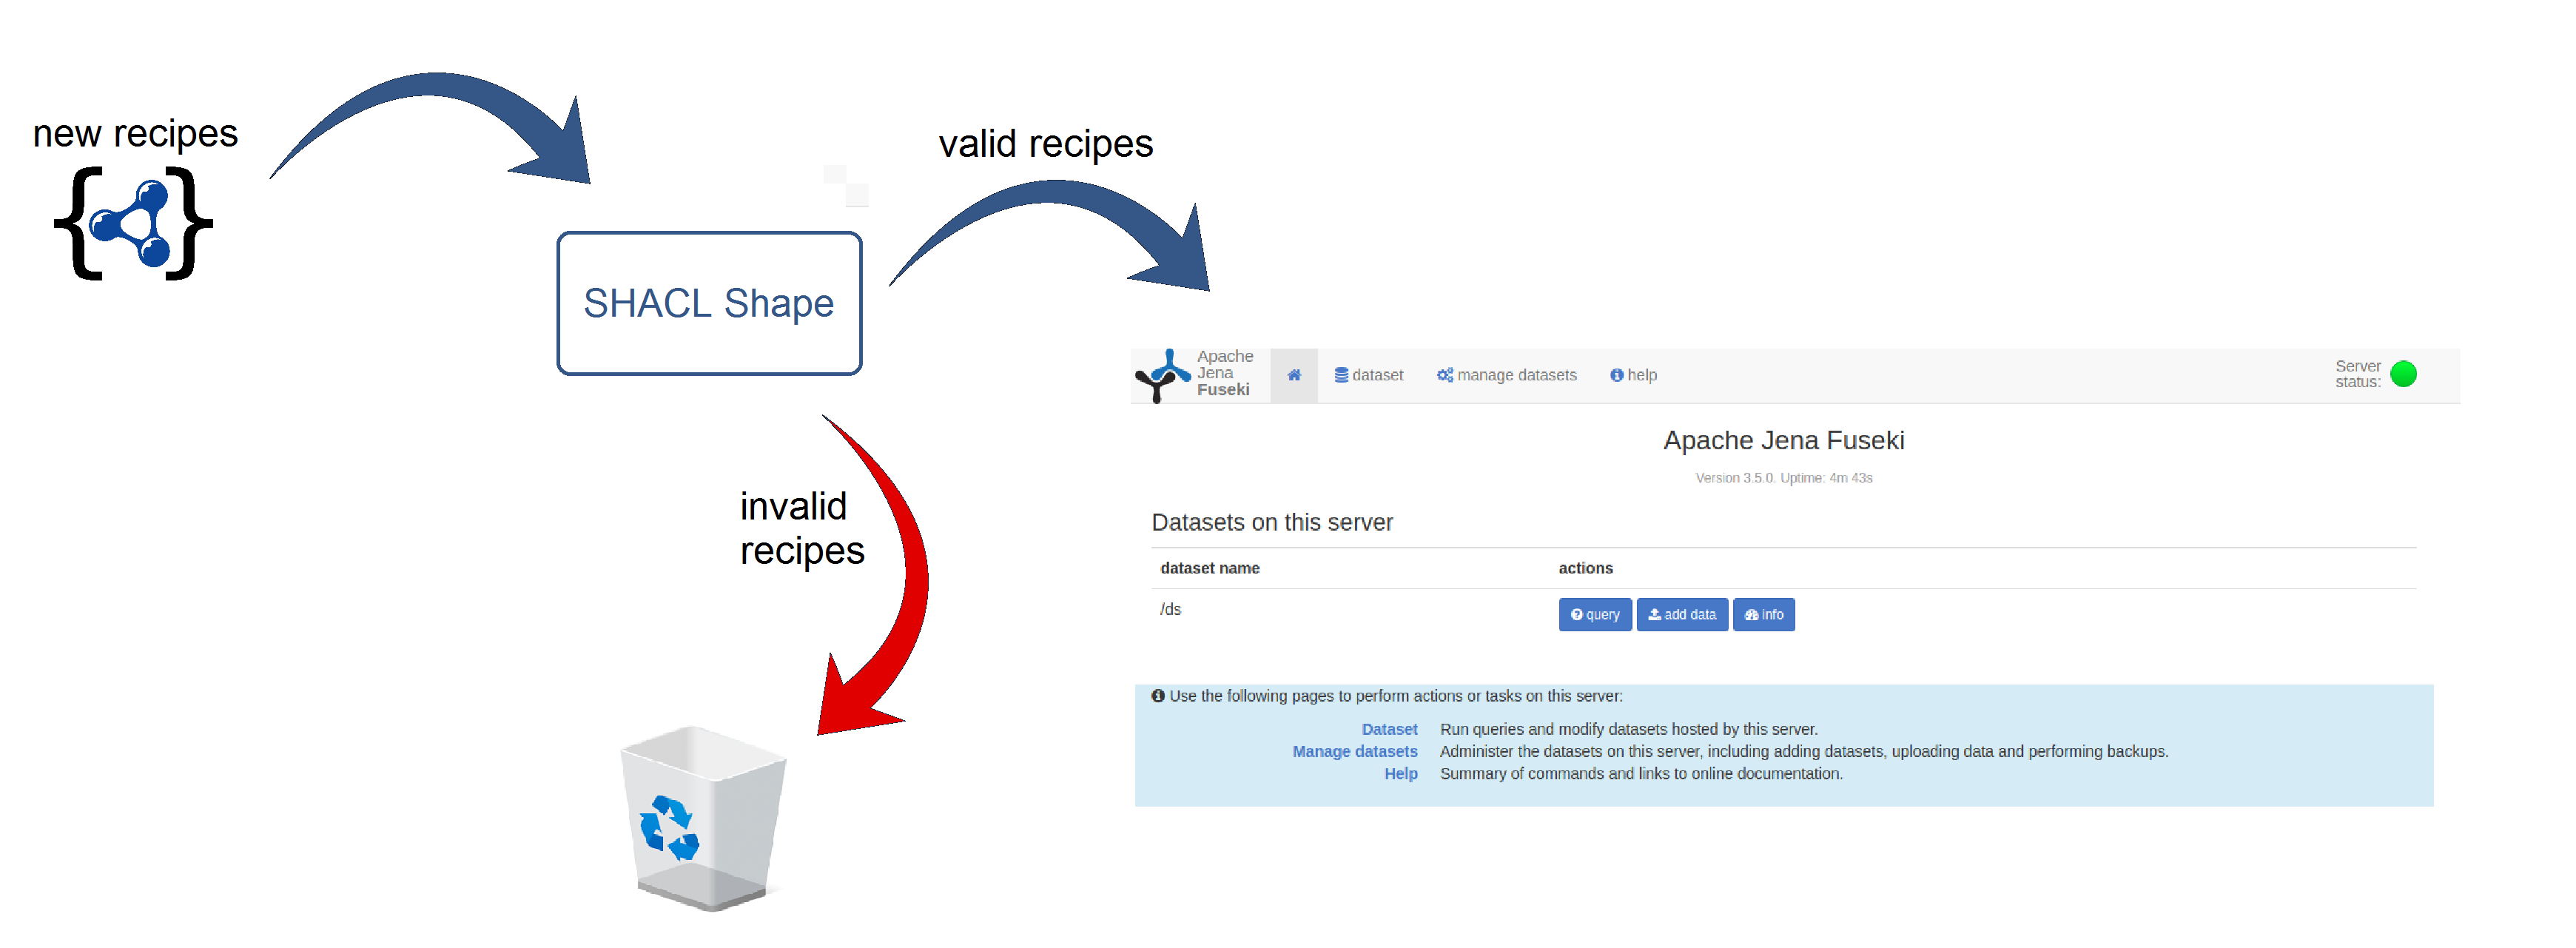 new recipes
valid recipes
SHACL Shape
invalid
recipes
Apache
Jena
Fuseki
dataset
manage datasets
help
Server
status:
Apache Jena Fuseki
Version 3.5.0. Uptime: 4m 43s
Datasets on this server
dataset name actions
/ds query add data info
Use the following pages to perform actions or tasks on this server:
Dataset Run queries and modify datasets hosted by this server.
Manage datasets Administer the datasets on this server, including adding datasets, uploading data and performing backups.
Help Summary of commands and links to online documentation.